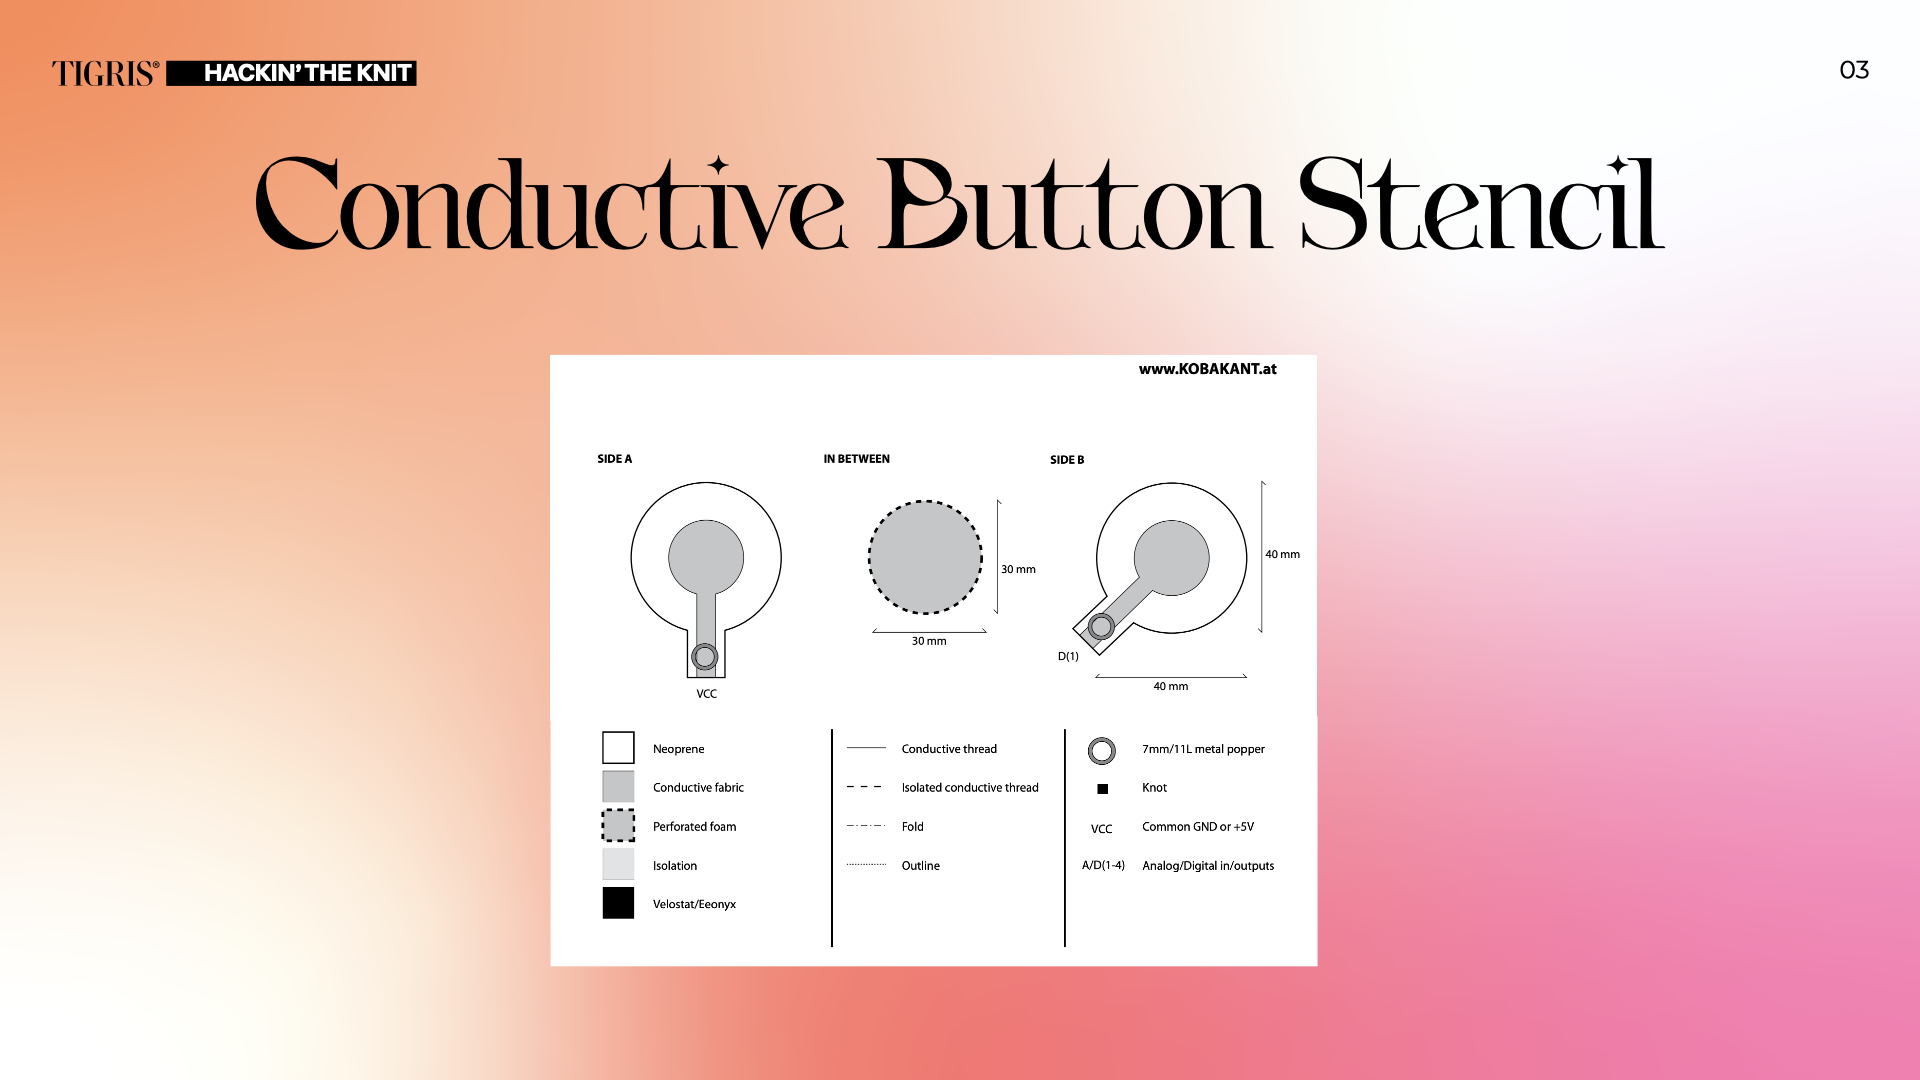 TIGRIS® HACKIN' THE KNIT
03
Conductive Button Stencil
www.KOBAKANT.at
SIDE A
IN BETWEEN
SIDE B
30 mm
30 mm
40 mm
40 mm
VCC
D(1)
Neoprene
Conductive fabric
Perforated foam
Isolation
Velostat/Eeonyx
Conductive thread
Isolated conductive thread
Fold
Outline
7mm/11L metal popper
Knot
VCC Common GND or +5V
A/D(1-4) Analog/Digital in/outputs